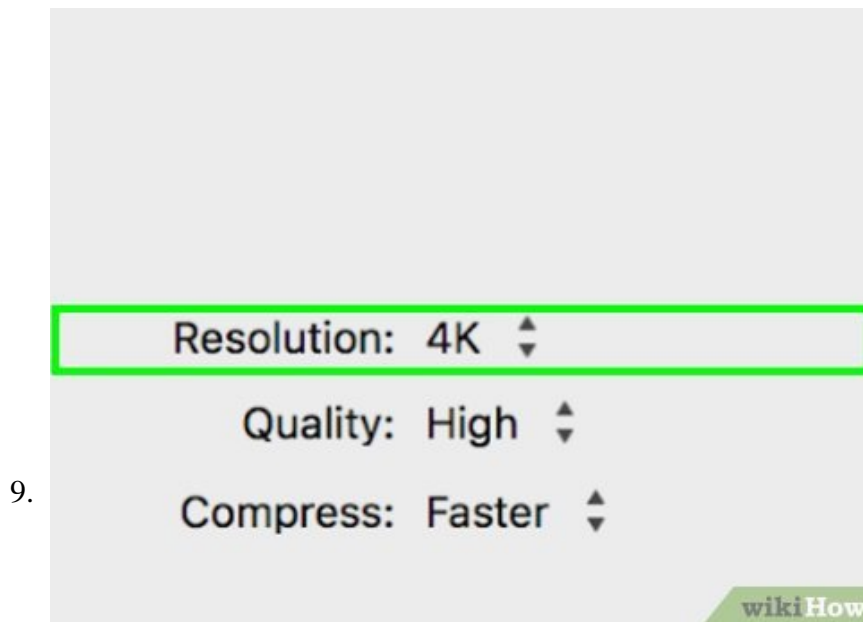 Resolution: 4K
Quality: High
9.
Compress: Faster
wikiHow